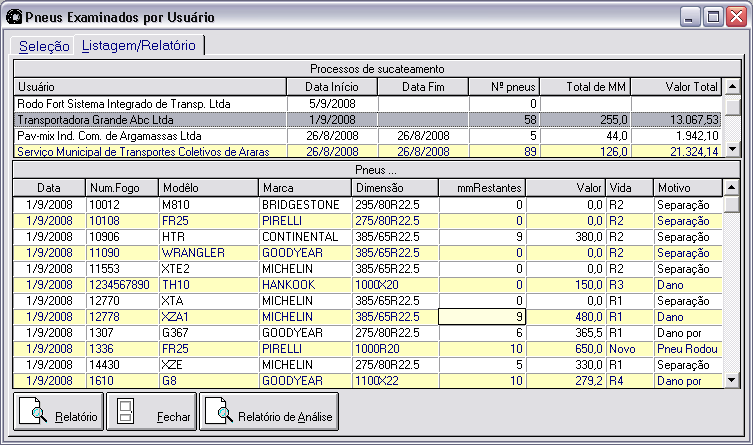 Pneus Examinados por Usuário
Seleção Listagem/Relatório
Processos de sucateamento
Usuário Data Início Data Fim Nº pneus Total de MM Valor Total
Rodo Fort Sistema Integrado de Transp. Ltda 5/9/2008 0
Transportadora Grande Abc Ltda 1/9/2008 58 255,0 13.067,53
Pav-mix Ind. Com. de Argamassas Ltda 26/8/2008 26/8/2008 5 44,0 1.942,10
Serviço Municipal de Transportes Coletivos de Araras 26/8/2008 26/8/2008 89 126,0 21.324,14
Pneus ...
Data Num.Fogo Modêlo Marca Dimensão mmRestantes Valor Vida Motivo
1/9/2008 10012 M810 BRIDGESTONE 295/80R22.5 0 0,0 R2 Separação
1/9/2008 10108 FR25 PIRELLI 275/80R22.5 0 0,0 R2 Separação
1/9/2008 10906 HTR CONTINENTAL 385/65R22.5 9 380,0 R2 Separação
1/9/2008 11090 WRANGLER GOODYEAR 385/65R22.5 0 0,0 R2 Separação
1/9/2008 11553 XTE2 MICHELIN 385/65R22.5 0 0,0 R2 Separação
1/9/2008 1234567890 TH10 HANKOOK 1000X20 0 150,0 R3 Dano
1/9/2008 12770 XTA MICHELIN 385/65R22.5 0 0,0 R1 Separação
1/9/2008 12778 XZA1 MICHELIN 385/65R22.5 9 480,0 R1 Dano
1/9/2008 1307 G367 GOODYEAR 275/80R22.5 6 365,5 R1 Dano por
1/9/2008 1336 FR25 PIRELLI 1000R20 10 650,0 Novo Pneu Rodou
1/9/2008 14430 XZE MICHELIN 275/80R22.5 5 330,0 R1 Separação
1/9/2008 1610 G8 GOODYEAR 1100X22 10 279,2 R4 Dano por
Relatório Fechar Relatório de Análise